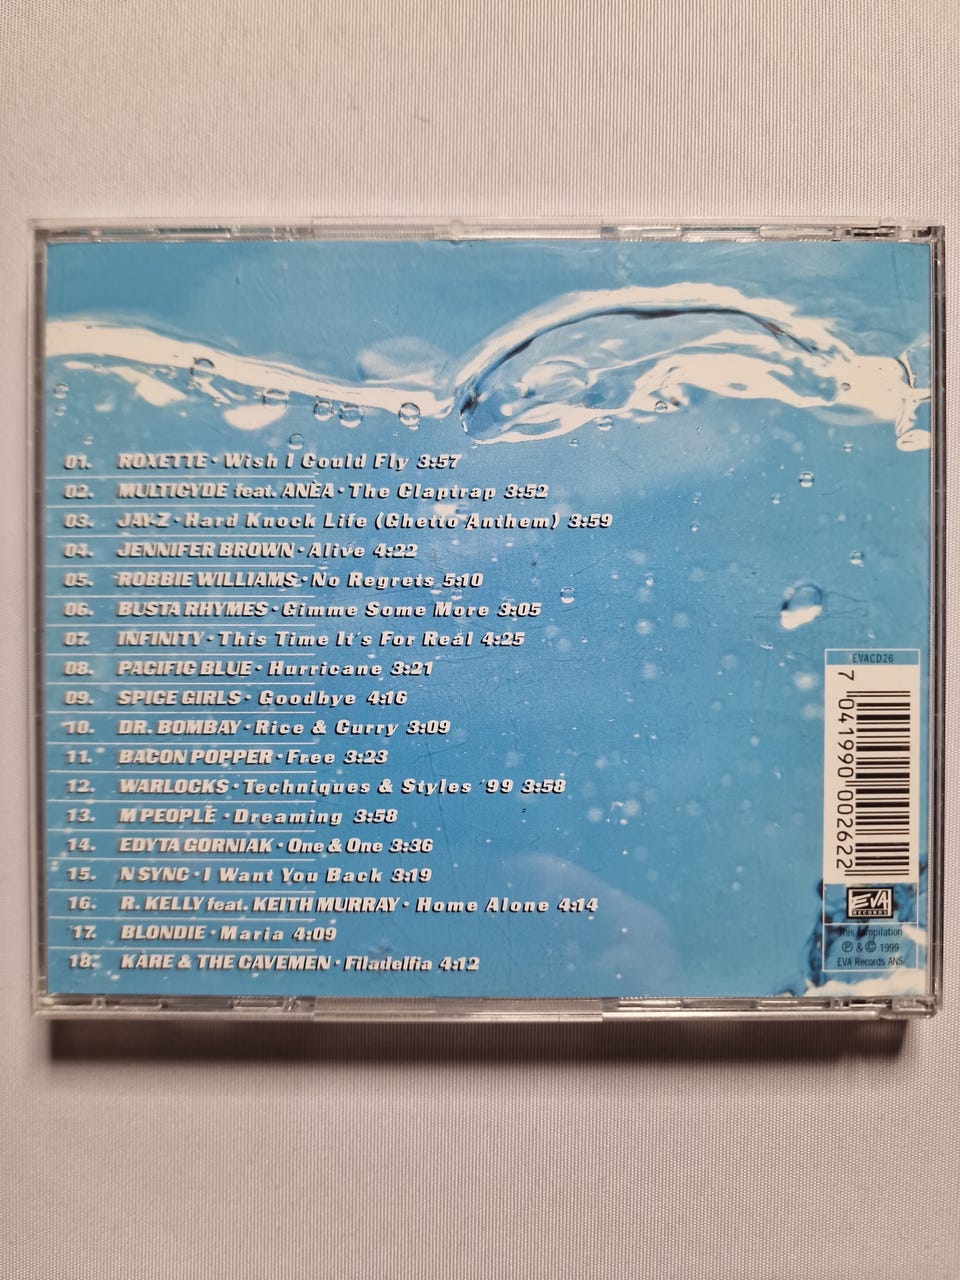 01. ROXETTE · Wish I Could Fly 3:57
02. MULTICYDE feat. ANÈA · The Claptrap 3:52
03. JAY-Z · Hard Knock Life (Ghetto Anthem) 3:59
04. JENNIFER BROWN · Alive 4:22
05. ROBBIE WILLIAMS · No Regrets 5:10
06. BUSTA RHYMES · Gimme Some More 3:05
07. INFINITY · This Time It's For Real 4:25
08. PACIFIC BLUE · Hurricane 3:21
09. SPICE GIRLS · Goodbye 4:16
10. DR. BOMBAY · Rice & Curry 3:09
11. BACON POPPER · Free 3:23
12. WARLOCKS · Techniques & Styles '99 3:58
13. M PEOPLE · Dreaming 3:58
14. EDYTA GORNIAK · One & One 3:36
15. N SYNC · I Want You Back 3:19
16. R. KELLY feat. KEITH MURRAY · Home Alone 4:14
17. BLONDIE · Maria 4:09
18. KÅRE & THE CAVEMEN · Filadelfia 4:12
EVACD26
7 041990 002622
EVA
RECORDS
This compilation
℗ & © 1999
EVA Records ANS